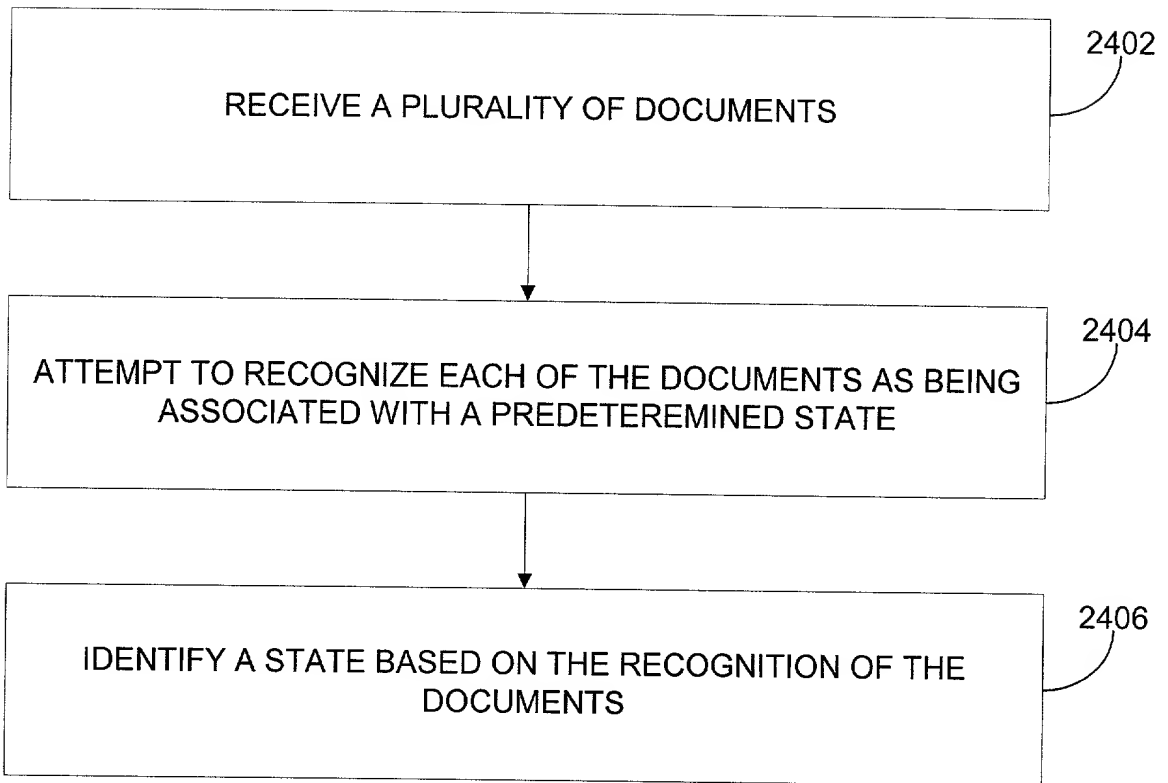 2402
RECEIVE A PLURALITY OF DOCUMENTS
2404
ATTEMPT TO RECOGNIZE EACH OF THE DOCUMENTS AS BEING
ASSOCIATED WITH A PREDETEREMINED STATE
2406
IDENTIFY A STATE BASED ON THE RECOGNITION OF THE
DOCUMENTS